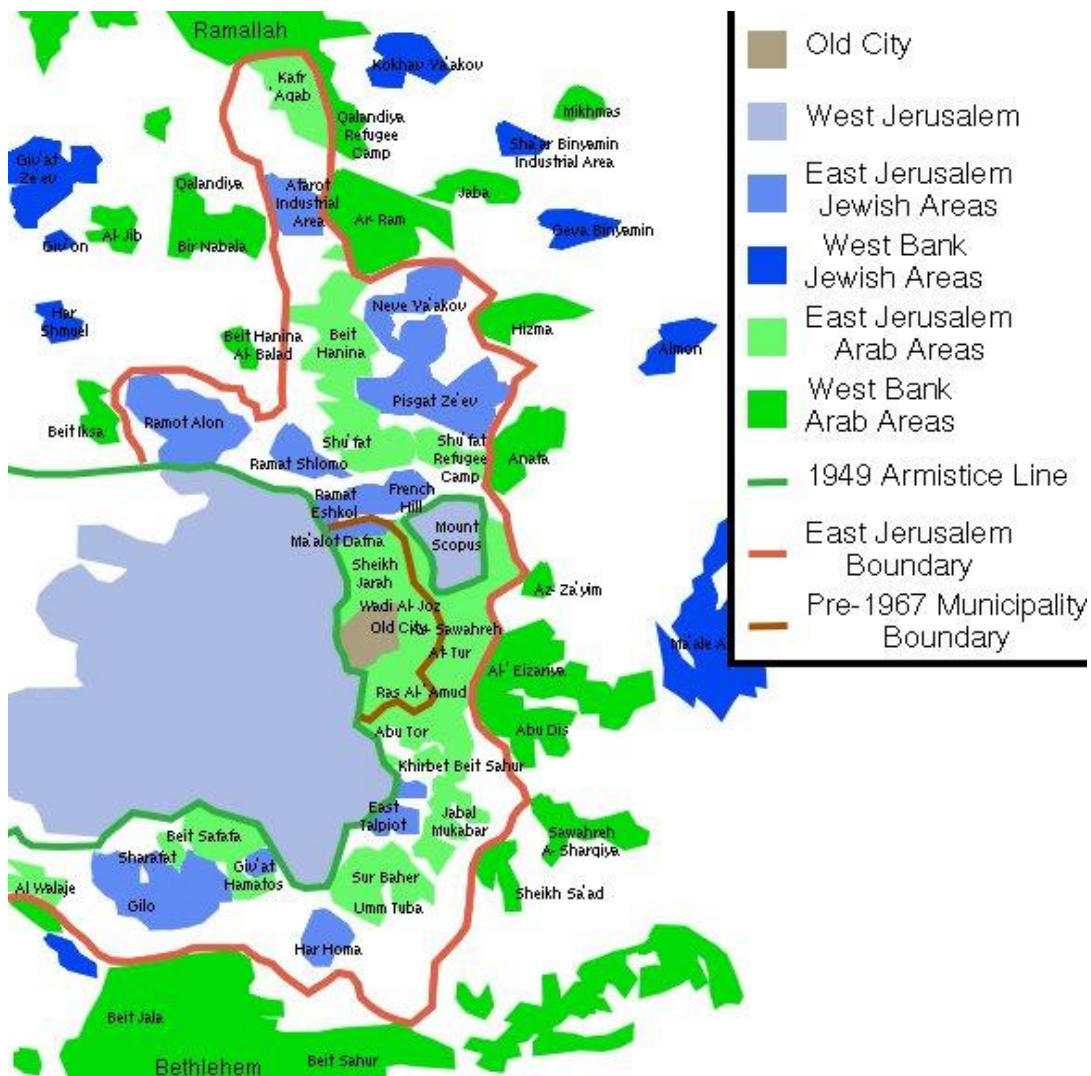 Ramallah
Kokhav Ya'akov
Kafr
'Aqab
Mikhmas
Qalandiya
Refugee
Camp
Sha'ar Binyamin
Industrial Area
Giv'at
Ze'ev
Qalandiya
Atarot
Industrial
Area
Jaba
Ar-Ram
Al-Jib
Giv'on
Bir Nabala
Geva Binyamin
Neve Ya'akov
Har
Shmuel
Beit Hanina
Al-Balad
Beit
Hanina
Hizma
Almon
Pisgat Ze'ev
Beit Iksa
Ramot Alon
Shu'fat
Shu'fat
Refugee
Camp
Anata
Ramat Shlomo
Ramat
Eshkol
French
Hill
Mount
Scopus
Ma'alot Dafna
Sheikh
Jarah
Az-Za'yim
Wadi Al-Joz
Old City
As-Sawahreh
At-Tur
Ma'ale A
Al-'Eizariya
Ras Al-'Amud
Abu Tor
Abu Dis
Khirbet Beit Sahur
East
Talpiot
Jabal
Mukabar
Sawahreh
A-Sharqiya
Beit Safafa
Sharafat
Giv'at
Hamatos
Al Walaje
Gilo
Sur Baher
Umm Tuba
Sheikh Sa'ad
Har Homa
Beit Jala
Bethlehem
Beit Sahur
Old City
West Jerusalem
East Jerusalem
Jewish Areas
West Bank
Jewish Areas
East Jerusalem
Arab Areas
West Bank
Arab Areas
1949 Armistice Line
East Jerusalem
Boundary
Pre-1967 Municipality
Boundary